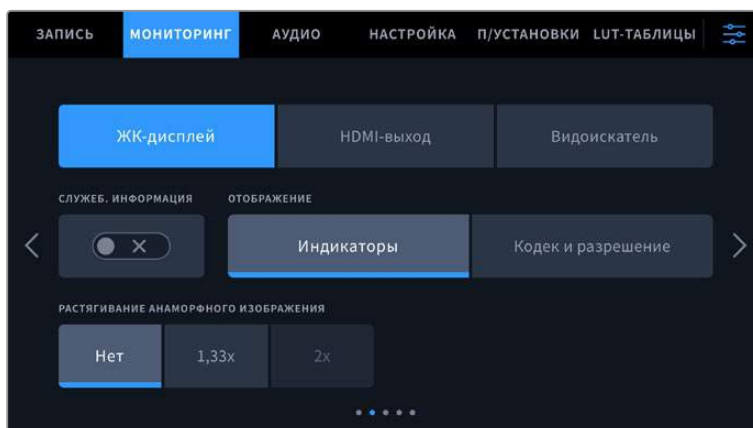 ЗАПИСЬ МОНИТОРИНГ АУДИО НАСТРОЙКА П/УСТАНОВКИ LUT-ТАБЛИЦЫ
ЖК-дисплей HDMI-выход Видоискатель
СЛУЖЕБ. ИНФОРМАЦИЯ ОТОБРАЖЕНИЕ
Индикаторы Кодек и разрешение
РАСТЯГИВАНИЕ АНАМОРФНОГО ИЗОБРАЖЕНИЯ
Нет 1,33x 2x